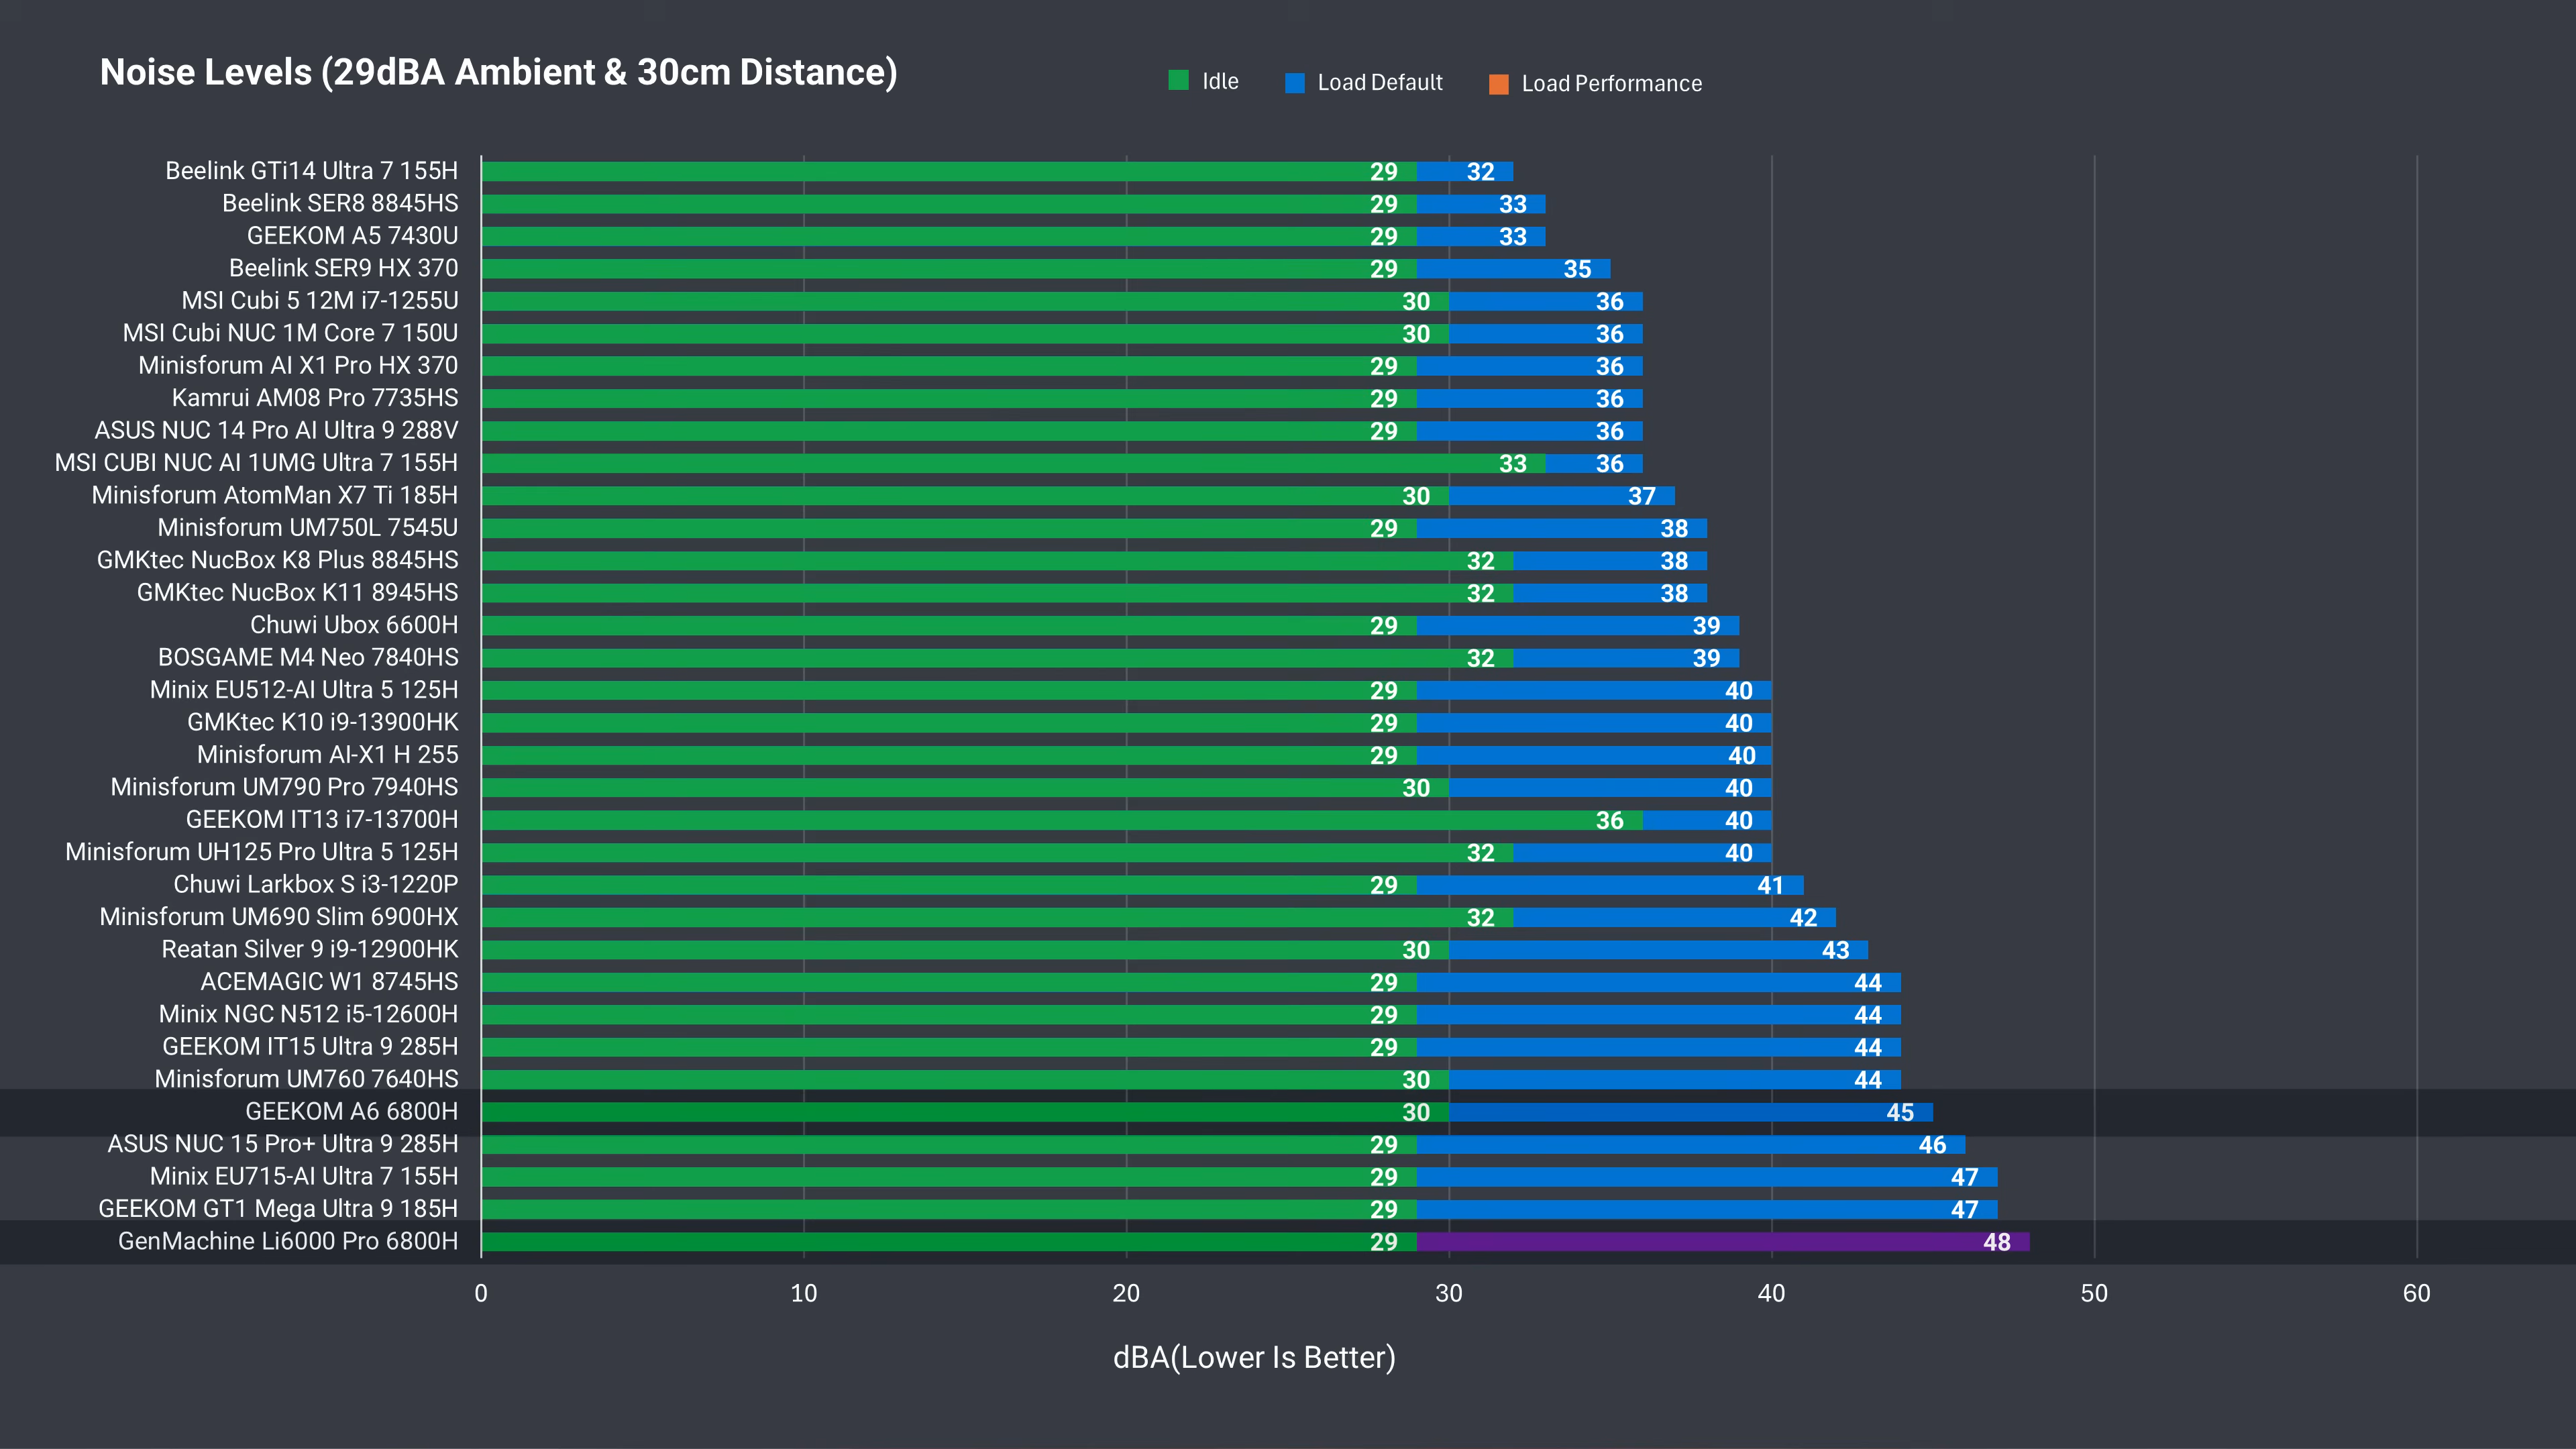 Noise Levels (29dBA Ambient & 30cm Distance)
Idle Load Default Load Performance
Beelink GTi14 Ultra 7 155H 29 32
Beelink SER8 8845HS 29 33
GEEKOM A5 7430U 29 33
Beelink SER9 HX 370 29 35
MSI Cubi 5 12M i7-1255U 30 36
MSI Cubi NUC 1M Core 7 150U 30 36
Minisforum AI X1 Pro HX 370 29 36
Kamrui AM08 Pro 7735HS 29 36
ASUS NUC 14 Pro AI Ultra 9 288V 29 36
MSI CUBI NUC AI 1UMG Ultra 7 155H 33 36
Minisforum AtomMan X7 Ti 185H 30 37
Minisforum UM750L 7545U 29 38
GMKtec NucBox K8 Plus 8845HS 32 38
GMKtec NucBox K11 8945HS 32 38
Chuwi Ubox 6600H 29 39
BOSGAME M4 Neo 7840HS 32 39
Minix EU512-AI Ultra 5 125H 29 40
GMKtec K10 i9-13900HK 29 40
Minisforum AI-X1 H 255 29 40
Minisforum UM790 Pro 7940HS 30 40
GEEKOM IT13 i7-13700H 36 40
Minisforum UH125 Pro Ultra 5 125H 32 40
Chuwi Larkbox S i3-1220P 29 41
Minisforum UM690 Slim 6900HX 32 42
Reatan Silver 9 i9-12900HK 30 43
ACEMAGIC W1 8745HS 29 44
Minix NGC N512 i5-12600H 29 44
GEEKOM IT15 Ultra 9 285H 29 44
Minisforum UM760 7640HS 30 44
GEEKOM A6 6800H 30 45
ASUS NUC 15 Pro+ Ultra 9 285H 29 46
Minix EU715-AI Ultra 7 155H 29 47
GEEKOM GT1 Mega Ultra 9 185H 29 47
GenMachine Li6000 Pro 6800H 29 48
0 10 20 30 40 50 60
dBA(Lower Is Better)